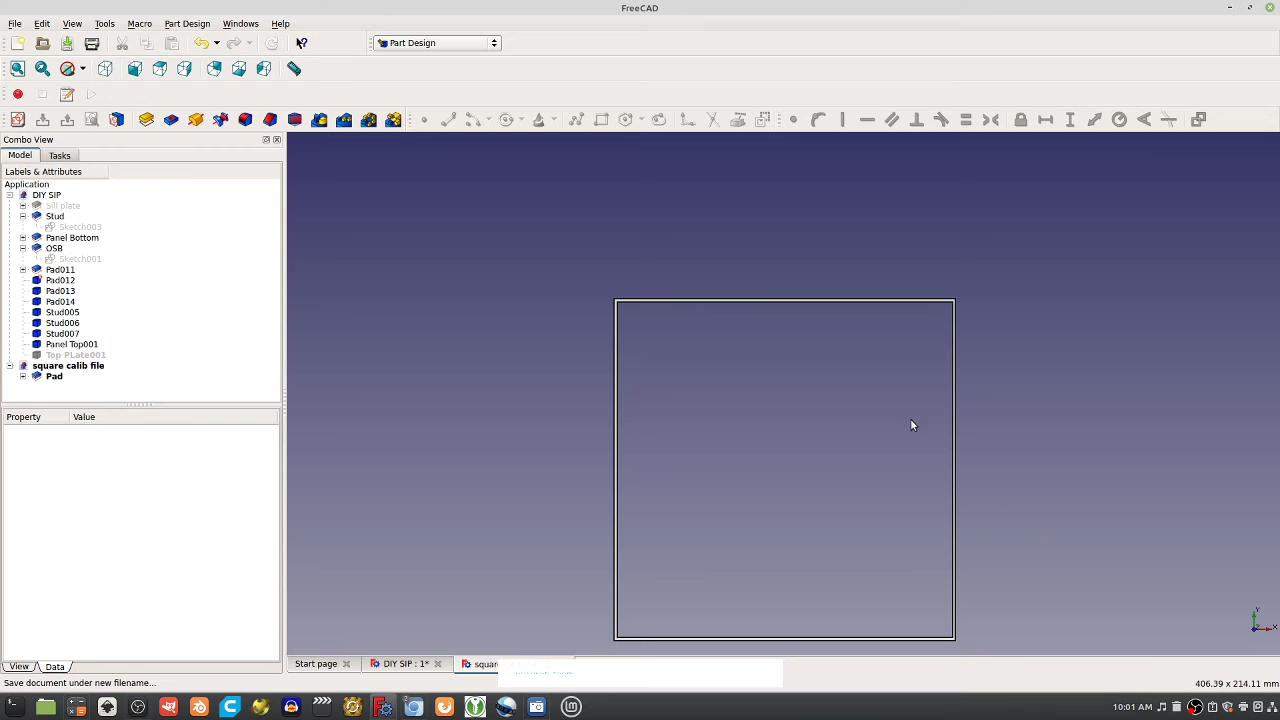 FreeCAD
File Edit View Tools Macro Part Design Windows Help
Part Design
Combo View
Model Tasks
Labels & Attributes
Application
DIY SIP
Sill plate
Stud
Sketch003
Panel Bottom
OSB
Sketch001
Pad011
Pad012
Pad013
Pad014
Stud005
Stud006
Stud007
Panel Top001
Top PLate001
square calib file
Pad
Property Value
View Data
Start page DIY SIP : 1* squar
Save document under new filename...
406.39 x 214.11 mm
10:01 AM
Y
X